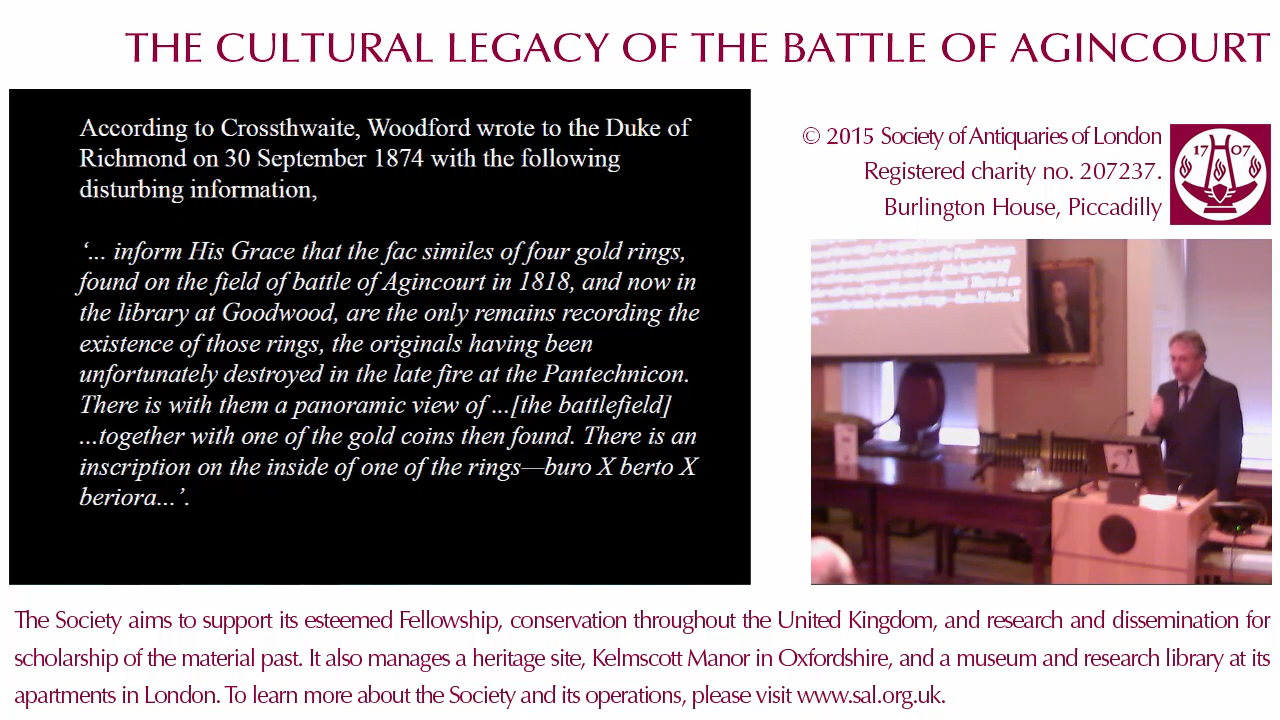 THE CULTURAL LEGACY OF THE BATTLE OF AGINCOURT
According to Crossthwaite, Woodford wrote to the Duke of
Richmond on 30 September 1874 with the following
disturbing information,
‘... inform His Grace that the fac similes of four gold rings,
found on the field of battle of Agincourt in 1818, and now in
the library at Goodwood, are the only remains recording the
existence of those rings, the originals having been
unfortunately destroyed in the late fire at the Pantechnicon.
There is with them a panoramic view of ...[the battlefield]
...together with one of the gold coins then found. There is an
inscription on the inside of one of the rings—buro X berto X
beriora...’.
© 2015 Society of Antiquaries of London
Registered charity no. 207237.
Burlington House, Piccadilly
17 07
The Society aims to support its esteemed Fellowship, conservation throughout the United Kingdom, and research and dissemination for
scholarship of the material past. It also manages a heritage site, Kelmscott Manor in Oxfordshire, and a museum and research library at its
apartments in London. To learn more about the Society and its operations, please visit www.sal.org.uk.